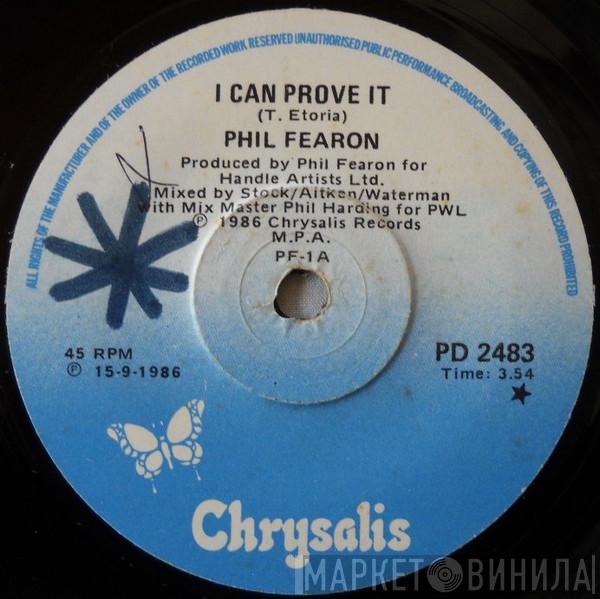 ALL RIGHTS OF THE MANUFACTURER AND OF THE OWNER OF THE RECORDED WORK RESERVED UNAUTHORISED PUBLIC PERFORMANCE BROADCASTING AND COPYING OF THIS RECORD PROHIBITED
I CAN PROVE IT
(T. Etoria)
PHIL FEARON
Produced by Phil Fearon for
Handle Artists Ltd.
Mixed by Stock/Aitken/Waterman
with Mix Master Phil Harding for PWL
℗ 1986 Chrysalis Records
M.P.A.
PF-1A
45 RPM
℗ 15-9-1986
PD 2483
Time: 3.54
Chrysalis
МАРКЕТ ВИНИЛА